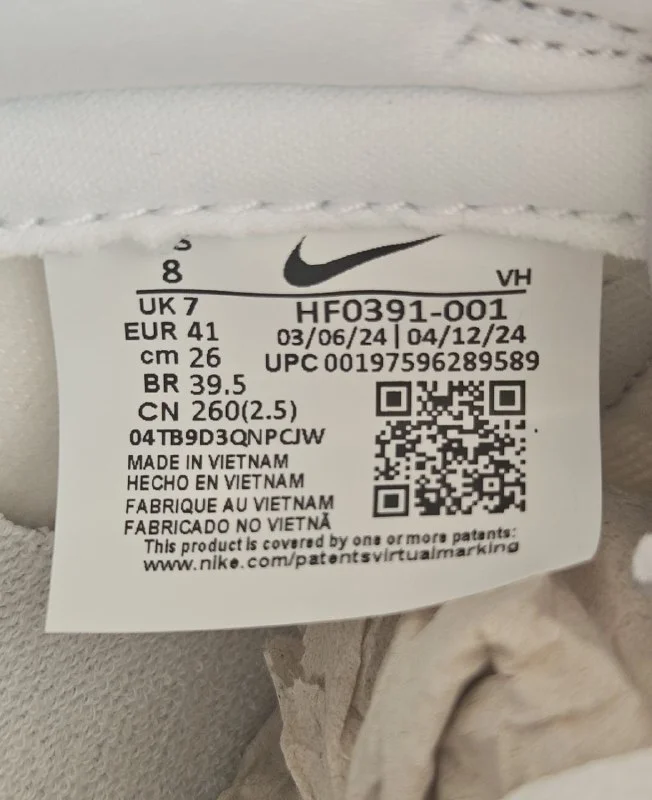 8
VH
UK 7
HF0391-001
EUR 41
03/06/24 | 04/12/24
cm 26
UPC 00197596289589
BR 39.5
CN 260(2.5)
04TB9D3QNPCJW
MADE IN VIETNAM
HECHO EN VIETNAM
FABRIQUE AU VIETNAM
FABRICADO NO VIETNÃ
This product is covered by one or more patents:
www.nike.com/patentsvirtualmarking